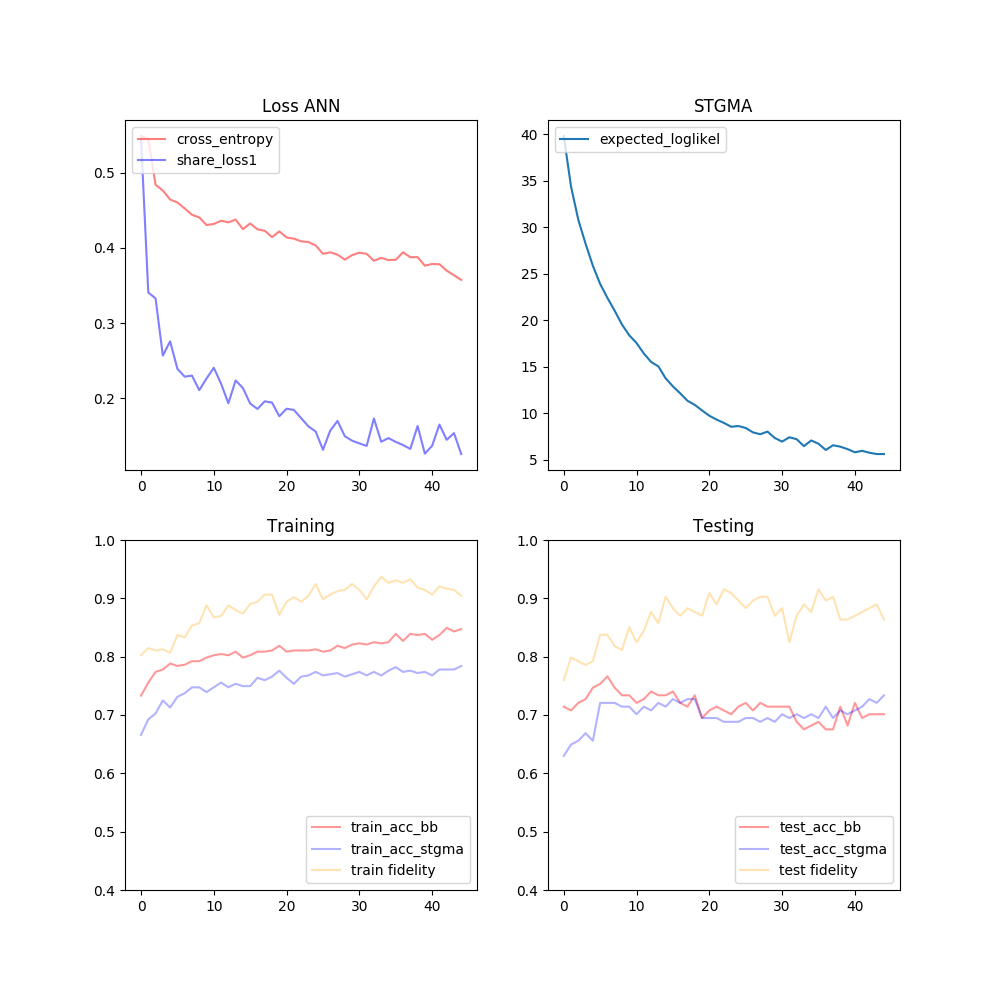 Loss ANN
cross_entropy
share_loss1
0.5
0.4
0.3
0.2
0 10 20 30 40
STGMA
expected_loglikel
40
35
30
25
20
15
10
5
0 10 20 30 40
Training
1.0
0.9
0.8
0.7
0.6
0.5
0.4
train_acc_bb
train_acc_stgma
train fidelity
0 10 20 30 40
Testing
1.0
0.9
0.8
0.7
0.6
0.5
0.4
test_acc_bb
test_acc_stgma
test fidelity
0 10 20 30 40